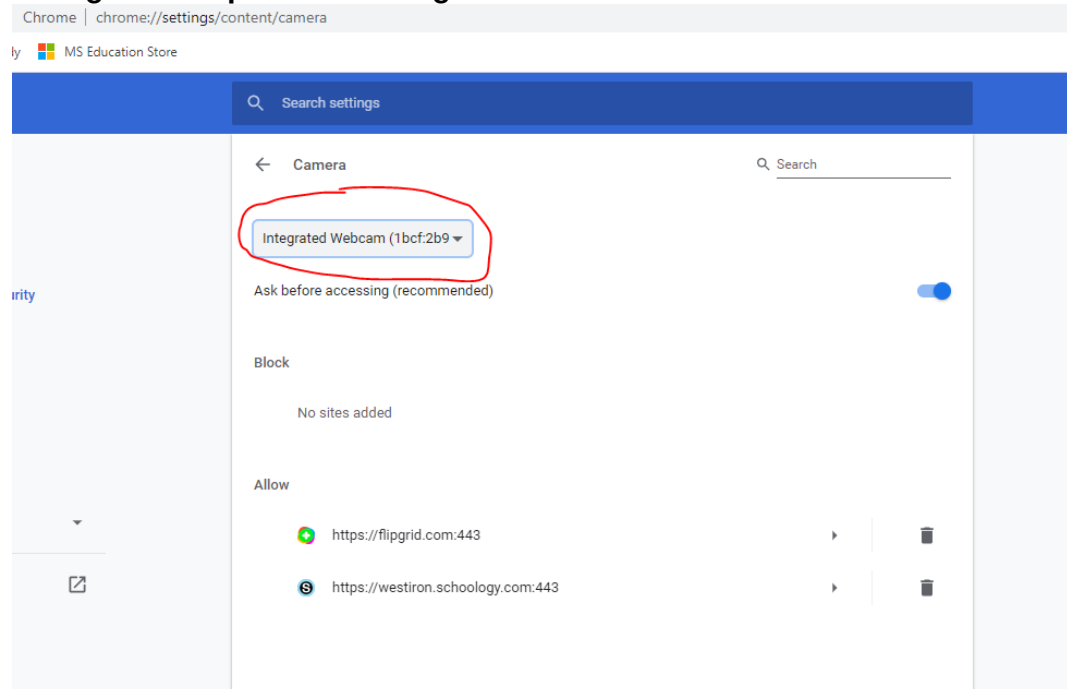 Chrome | chrome://settings/content/camera
MS Education Store
Search settings
Camera
Search
Integrated Webcam (1bcf:2b9
Ask before accessing (recommended)
Block
No sites added
Allow
https://flipgrid.com:443
S https://westiron.schoology.com:443